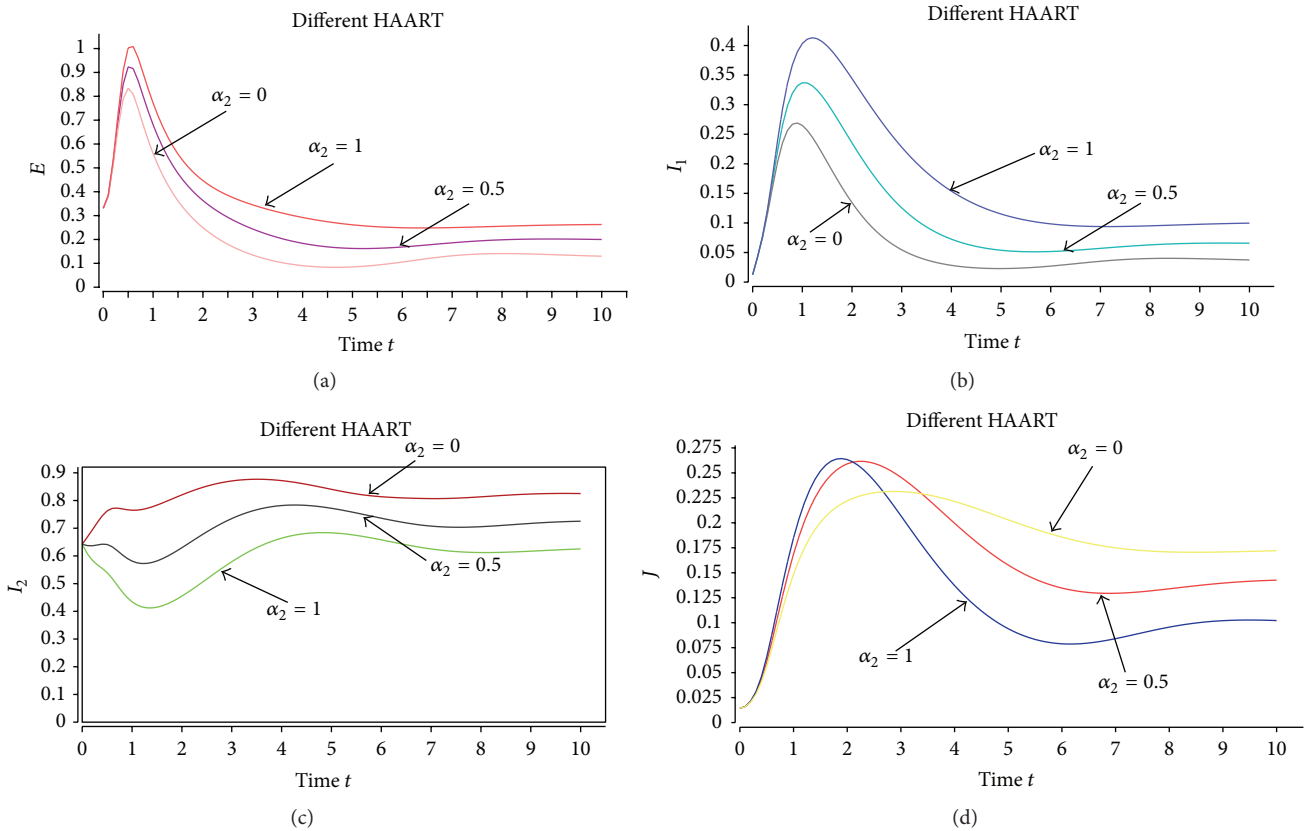 Different HAART
E
1
0.9
0.8
0.7
0.6
0.5
0.4
0.3
0.2
0.1
0
α₂ = 0
α₂ = 1
α₂ = 0.5
0 1 2 3 4 5 6 7 8 9 10
Time t
(a)
Different HAART
I₁
0.4
0.35
0.3
0.25
0.2
0.15
0.1
0.05
0
α₂ = 1
α₂ = 0.5
α₂ = 0
0 1 2 3 4 5 6 7 8 9 10
Time t
(b)
Different HAART
I₂
0.9
0.8
0.7
0.6
0.5
0.4
0.3
0.2
0.1
0
α₂ = 0
α₂ = 0.5
α₂ = 1
0 1 2 3 4 5 6 7 8 9 10
Time t
(c)
Different HAART
J
0.275
0.25
0.225
0.2
0.175
0.15
0.125
0.1
0.075
0.05
0.025
0
α₂ = 0
α₂ = 1
α₂ = 0.5
0 1 2 3 4 5 6 7 8 9 10
Time t
(d)